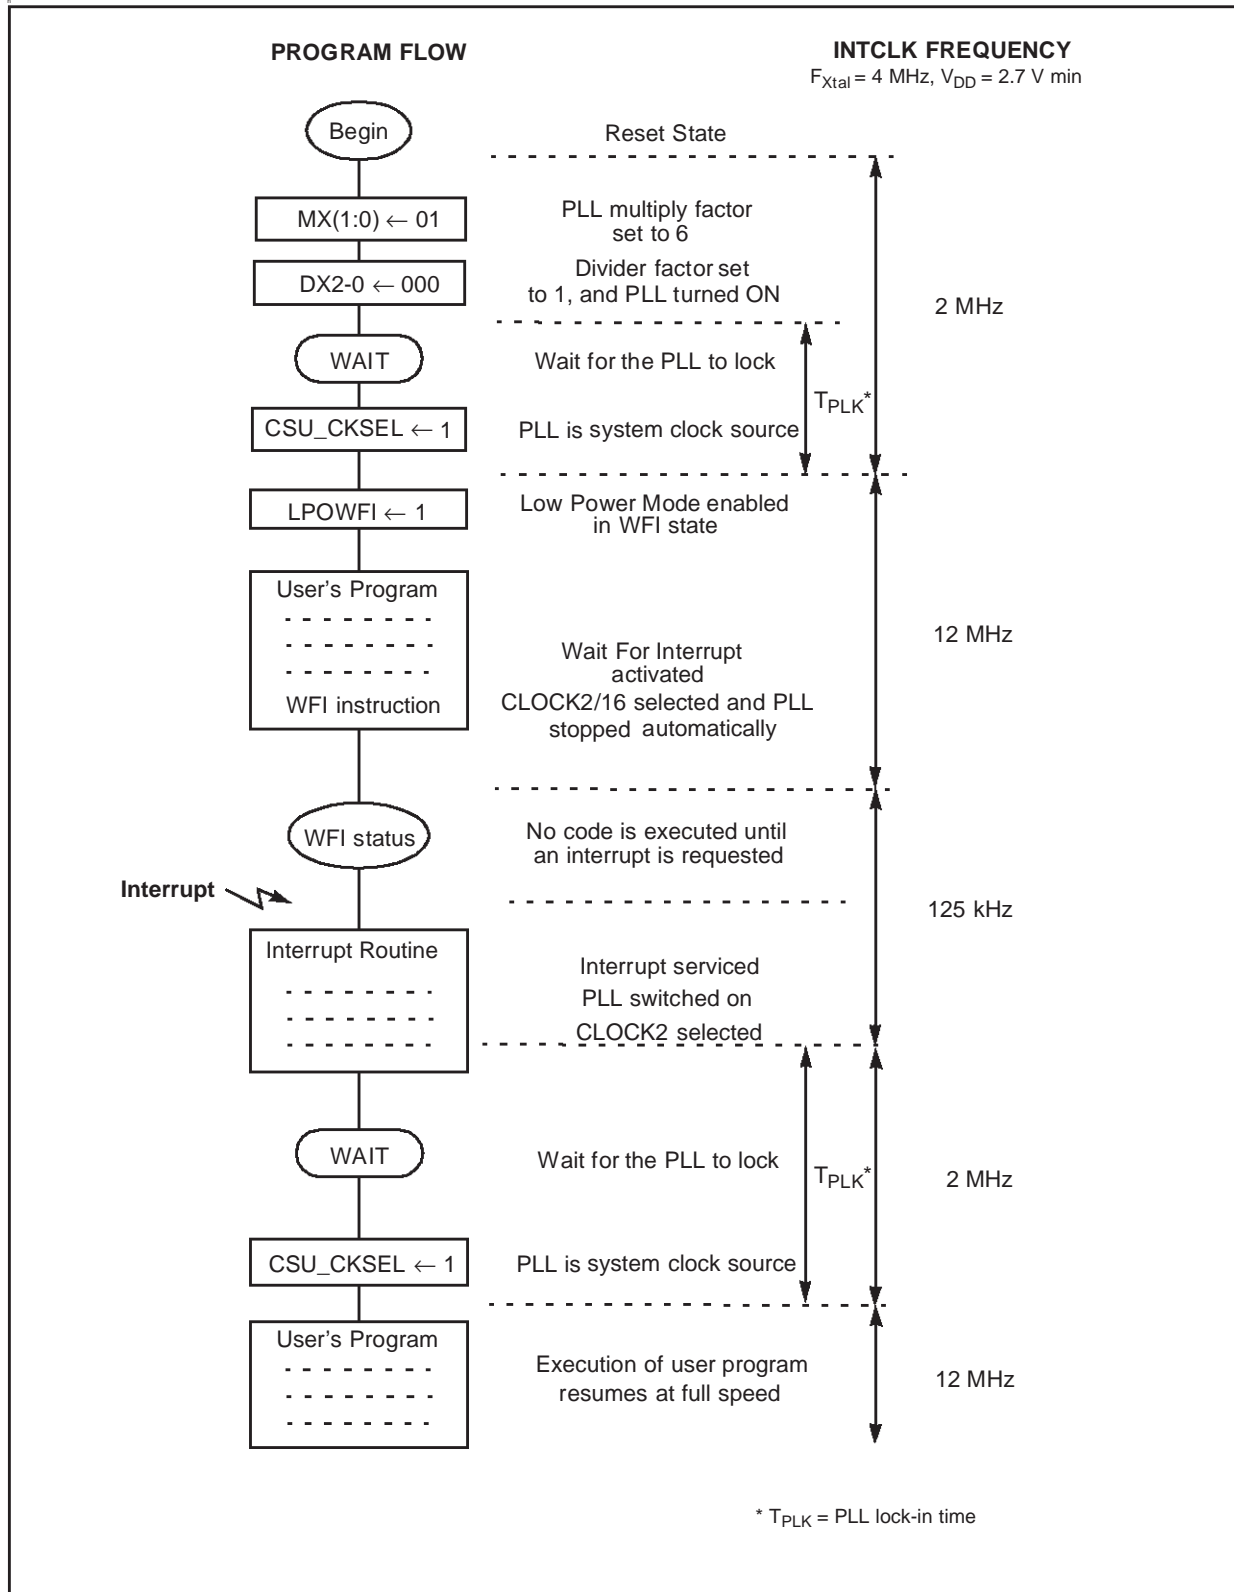 PROGRAM FLOW
INTCLK FREQUENCY
F_Xtal = 4 MHz, V_DD = 2.7 V min
Begin
Reset State
MX(1:0) ← 01
PLL multiply factor
set to 6
DX2-0 ← 000
Divider factor set
to 1, and PLL turned ON
2 MHz
WAIT
Wait for the PLL to lock
T_PLK*
CSU_CKSEL ← 1
PLL is system clock source
LPOWFI ← 1
Low Power Mode enabled
in WFI state
User's Program
WFI instruction
Wait For Interrupt
activated
CLOCK2/16 selected and PLL
stopped automatically
12 MHz
WFI status
No code is executed until
an interrupt is requested
Interrupt
125 kHz
Interrupt Routine
Interrupt serviced
PLL switched on
CLOCK2 selected
WAIT
Wait for the PLL to lock
T_PLK*
2 MHz
CSU_CKSEL ← 1
PLL is system clock source
User's Program
Execution of user program
resumes at full speed
12 MHz
* T_PLK = PLL lock-in time